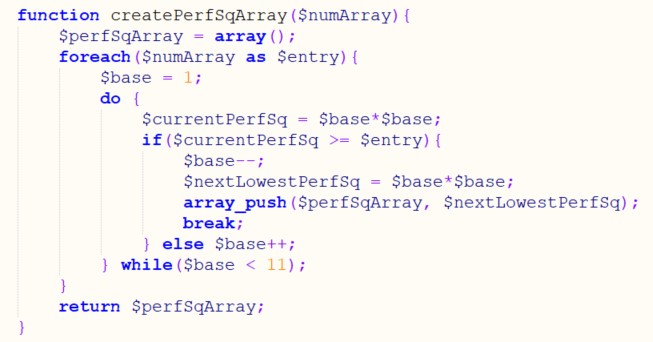 function createPerfSqArray($numArray){
    $perfSqArray = array();
    foreach($numArray as $entry){
        $base = 1;
        do {
            $currentPerfSq = $base*$base;
            if($currentPerfSq >= $entry){
                $base--;
                $nextLowestPerfSq = $base*$base;
                array_push($perfSqArray, $nextLowestPerfSq);
                break;
            } else $base++;
        } while($base < 11);
    }
    return $perfSqArray;
}